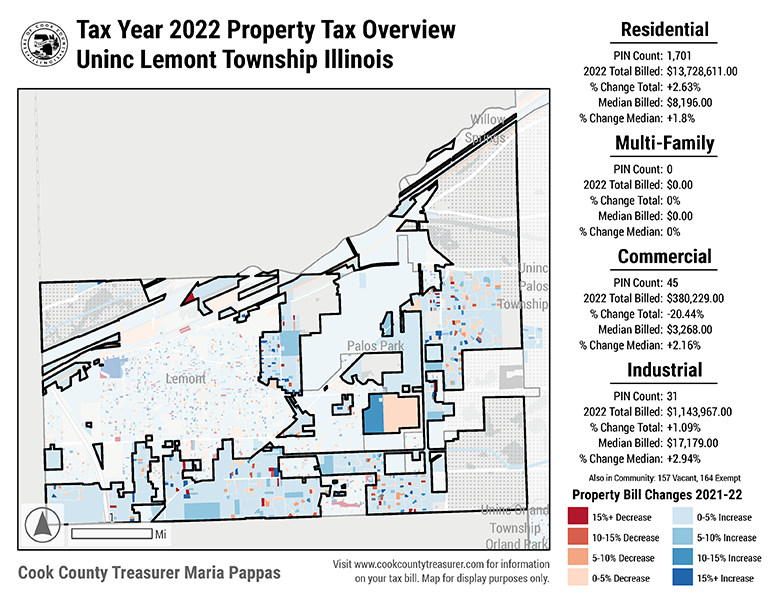 Tax Year 2022 Property Tax Overview
Uninc Lemont Township Illinois
Willow
Springs
Uninc
Palos
Township
Palos Park
Lemont
Uninc Orland
Township
Orland Park
1
Mi
Cook County Treasurer Maria Pappas
Visit www.cookcountytreasurer.com for information
on your tax bill. Map for display purposes only.
Residential
PIN Count: 1,701
2022 Total Billed: $13,728,611.00
% Change Total: +2.63%
Median Billed: $8,196.00
% Change Median: +1.8%
Multi-Family
PIN Count: 0
2022 Total Billed: $0.00
% Change Total: 0%
Median Billed: $0.00
% Change Median: 0%
Commercial
PIN Count: 45
2022 Total Billed: $380,229.00
% Change Total: -20.44%
Median Billed: $3,268.00
% Change Median: +2.16%
Industrial
PIN Count: 31
2022 Total Billed: $1,143,967.00
% Change Total: +1.09%
Median Billed: $17,179.00
% Change Median: +2.94%
Also in Community: 157 Vacant, 164 Exempt
Property Bill Changes 2021-22
15%+ Decrease
10-15% Decrease
5-10% Decrease
0-5% Decrease
0-5% Increase
5-10% Increase
10-15% Increase
15%+ Increase